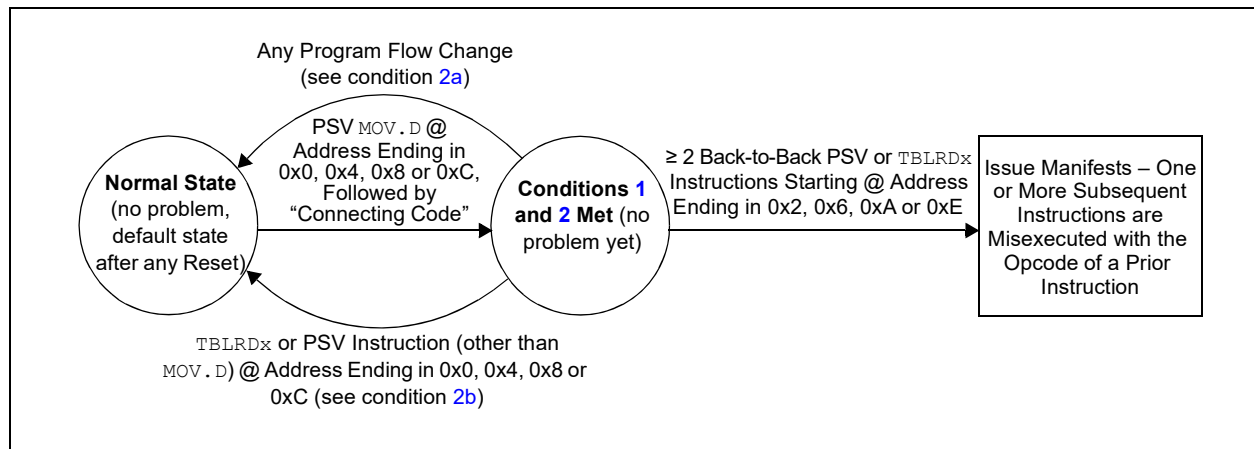 Any Program Flow Change
(see condition 2a)
PSV MOV.D @
Address Ending in
0x0, 0x4, 0x8 or 0xC,
Followed by
“Connecting Code”
Normal State
(no problem,
default state
after any Reset)
Conditions 1
and 2 Met (no
problem yet)
≥ 2 Back-to-Back PSV or TBLRDx
Instructions Starting @ Address
Ending in 0x2, 0x6, 0xA or 0xE
Issue Manifests – One
or More Subsequent
Instructions are
Misexecuted with the
Opcode of a Prior
Instruction
TBLRDx or PSV Instruction (other than
MOV.D) @ Address Ending in 0x0, 0x4, 0x8 or
0xC (see condition 2b)